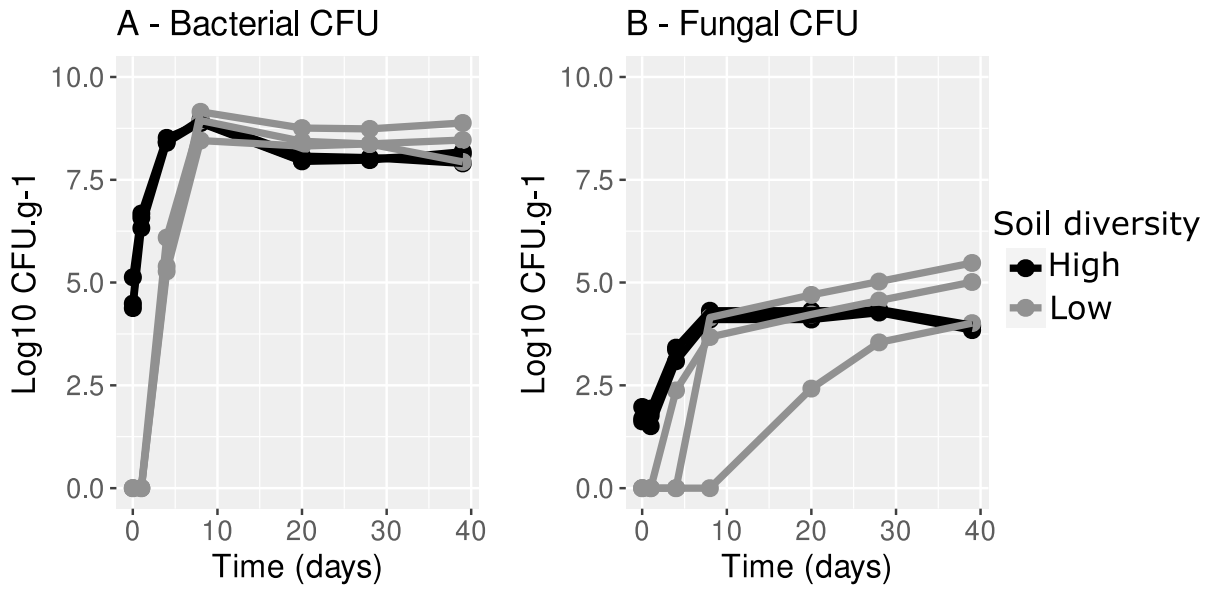 A - Bacterial CFU
B - Fungal CFU
Log10 CFU.g-1
10.0
7.5
5.0
2.5
0.0
0 10 20 30 40
Time (days)
Log10 CFU.g-1
10.0
7.5
5.0
2.5
0.0
0 10 20 30 40
Time (days)
Soil diversity
High
Low